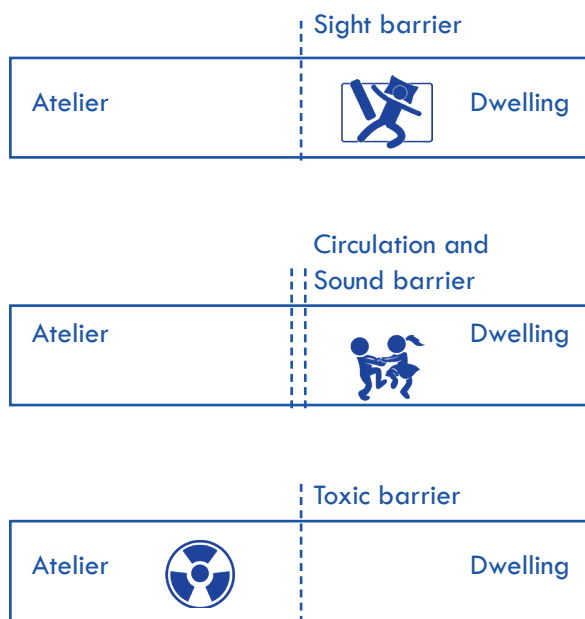 Sight barrier
Atelier
Dwelling
Circulation and
Sound barrier
Atelier
Dwelling
Toxic barrier
Atelier
Dwelling